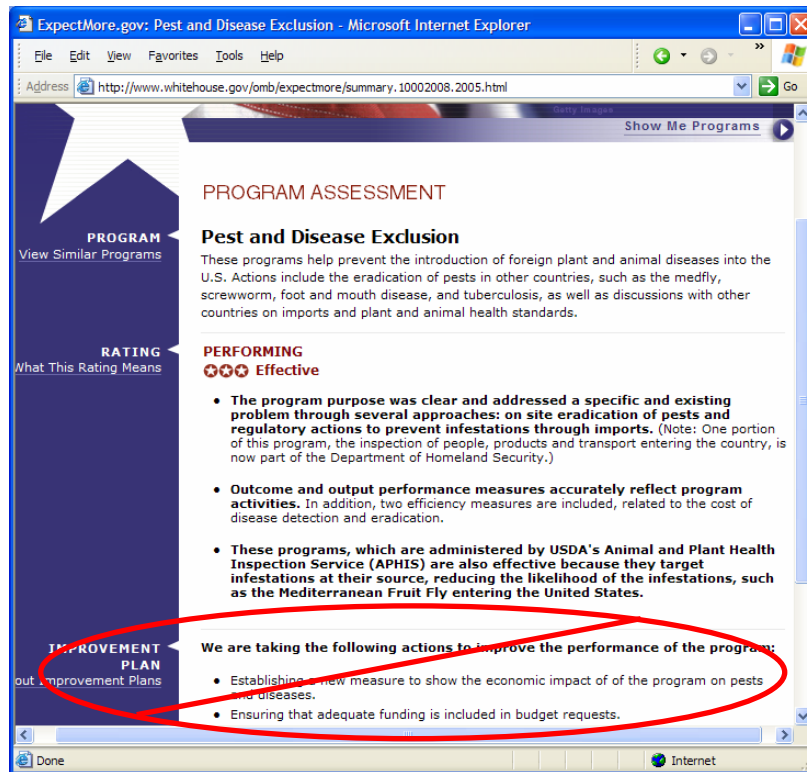 ExpectMore.gov: Pest and Disease Exclusion - Microsoft Internet Explorer
File Edit View Favorites Tools Help
Address http://www.whitehouse.gov/omb/expectmore/summary.10002008.2005.html Go
Getty Images
Show Me Programs
PROGRAM ASSESSMENT
PROGRAM
View Similar Programs
Pest and Disease Exclusion
These programs help prevent the introduction of foreign plant and animal diseases into the
U.S. Actions include the eradication of pests in other countries, such as the medfly,
screwworm, foot and mouth disease, and tuberculosis, as well as discussions with other
countries on imports and plant and animal health standards.
RATING
What This Rating Means
PERFORMING
Effective
• The program purpose was clear and addressed a specific and existing
problem through several approaches: on site eradication of pests and
regulatory actions to prevent infestations through imports. (Note: One portion
of this program, the inspection of people, products and transport entering the country, is
now part of the Department of Homeland Security.)
• Outcome and output performance measures accurately reflect program
activities. In addition, two efficiency measures are included, related to the cost of
disease detection and eradication.
• These programs, which are administered by USDA's Animal and Plant Health
Inspection Service (APHIS) are also effective because they target
infestations at their source, reducing the likelihood of the infestations, such
as the Mediterranean Fruit Fly entering the United States.
IMPROVEMENT
PLAN
out Improvement Plans
We are taking the following actions to improve the performance of the program:
• Establishing a new measure to show the economic impact of of the program on pests
and diseases.
• Ensuring that adequate funding is included in budget requests.
Done Internet